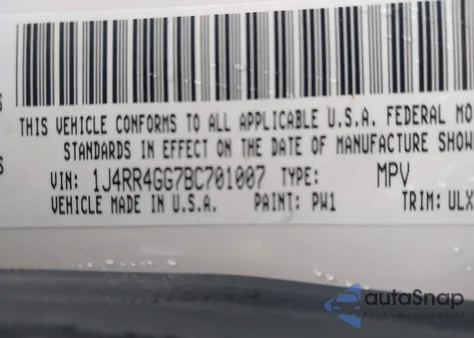 THIS VEHICLE CONFORMS TO ALL APPLICABLE U.S.A. FEDERAL MO
STANDARDS IN EFFECT ON THE DATE OF MANUFACTURE SHOW
VIN: 1J4RR4GG7BC701007 TYPE: MPV
VEHICLE MADE IN U.S.A. PAINT: PW1 TRIM: ULX
autaSnap